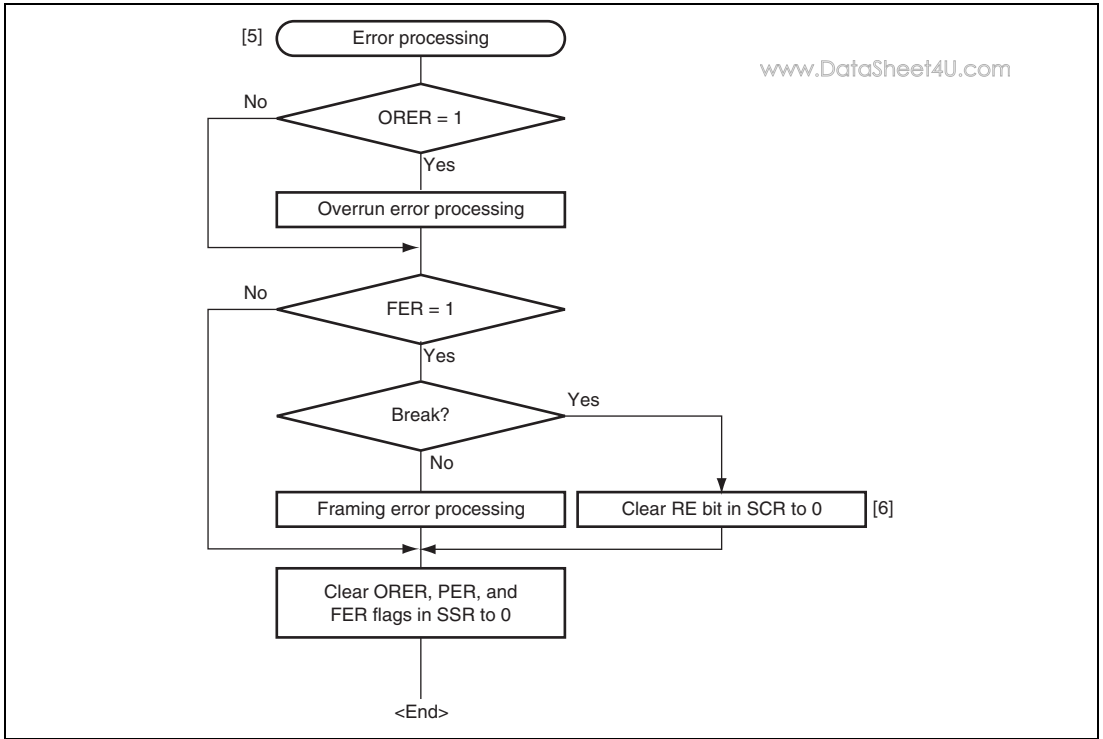 [5]
Error processing
www.DataSheet4U.com
No
ORER = 1
Yes
Overrun error processing
No
FER = 1
Yes
Break?
Yes
No
Framing error processing
Clear RE bit in SCR to 0
[6]
Clear ORER, PER, and
FER flags in SSR to 0
<End>